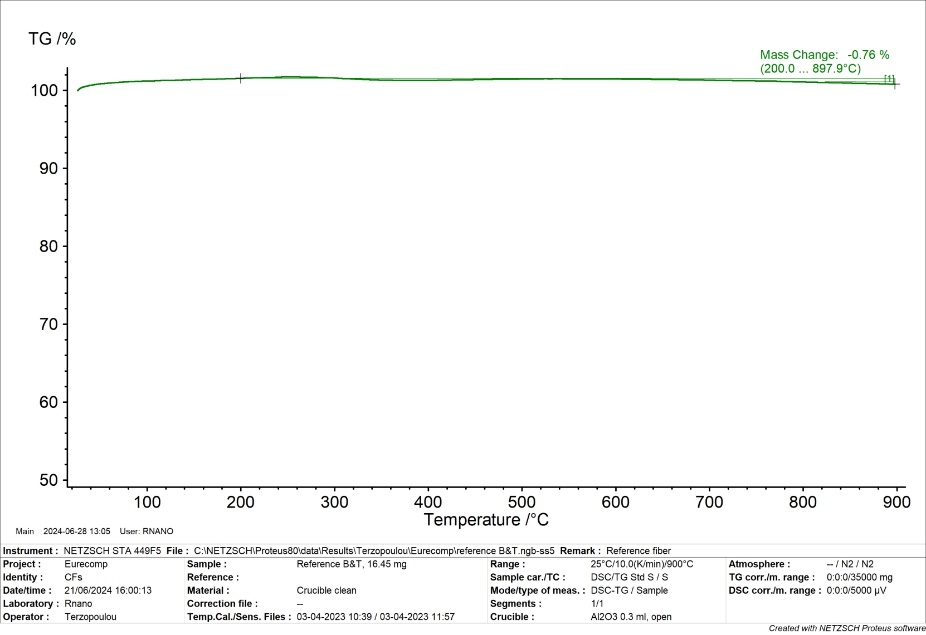 TG /%
Mass Change: -0.76 %
(200.0 ... 897.9°C)
[1]
100
90
80
70
60
50
100 200 300 400 500 600 700 800 900
Temperature /°C
Main 2024-06-28 13:05 User: RNANO
Instrument : NETZSCH STA 449F5 File : C:\NETZSCH\Proteus80\data\Results\Terzopoulou\Eurecomp\reference B&T.ngb-ss5 Remark : Reference fiber
Project : Eurecomp Sample : Reference B&T, 16.45 mg Range : 25°C/10.0(K/min)/900°C Atmosphere : -- / N2 / N2
Identity : CFs Reference : Sample car./TC : DSC/TG Std S / S TG corr./m. range : 0:0:0/35000 mg
Date/time : 21/06/2024 16:00:13 Material : Crucible clean Mode/type of meas. : DSC-TG / Sample DSC corr./m. range : 0:0:0/5000 µV
Laboratory : Rnano Correction file : -- Segments : 1/1
Operator : Terzopoulou Temp.Cal./Sens. Files : 03-04-2023 10:39 / 03-04-2023 11:57 Crucible : Al2O3 0.3 ml, open
Created with NETZSCH Proteus software